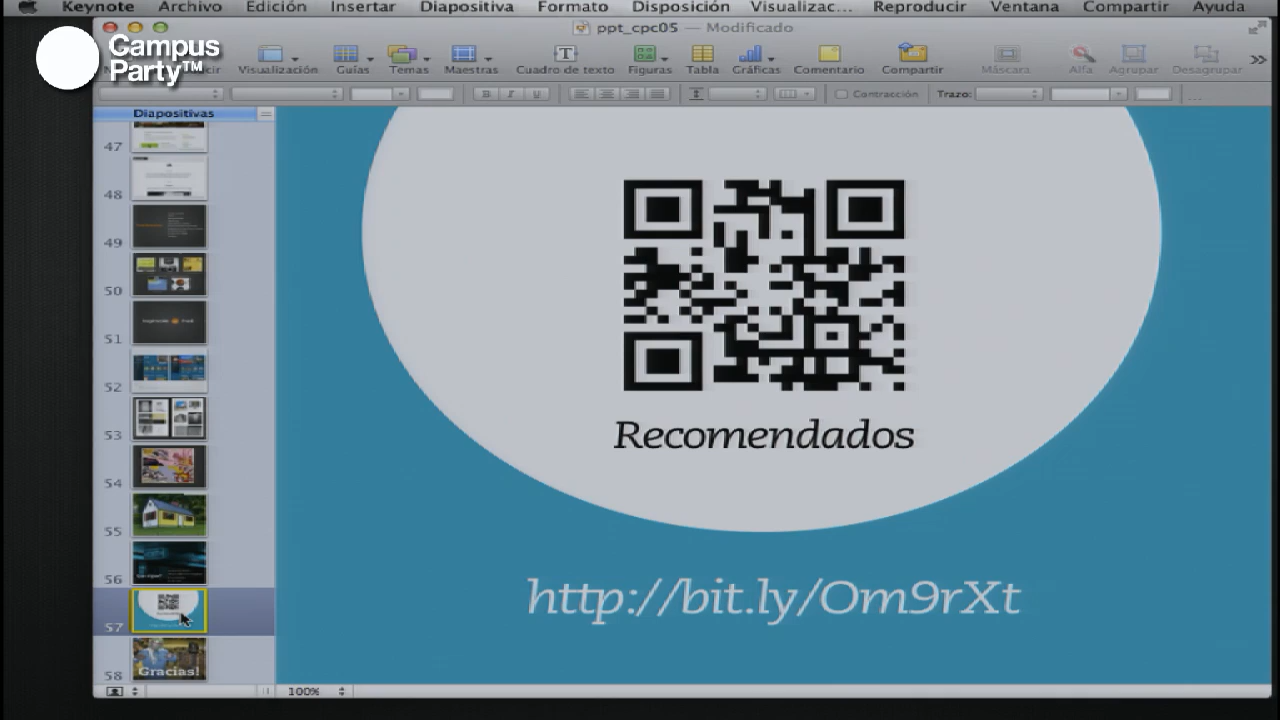 Keynote Archivo Edición Insertar Diapositiva Formato Disposición Visualizac... Reproducir Ventana Compartir Ayuda
ppt_cpc05 — Modificado
Campus
Party™
Visualización Guías Temas Maestras Cuadro de texto Figuras Tabla Gráficas Comentario Compartir Máscara Alfa Agrupar Desagrupar
B I U Contracción Trazo:
Diapositivas
47
48
49
50
51
52
53
54
55
56
57
58
Gracias!
Recomendados
http://bit.ly/Om9rXt
100%